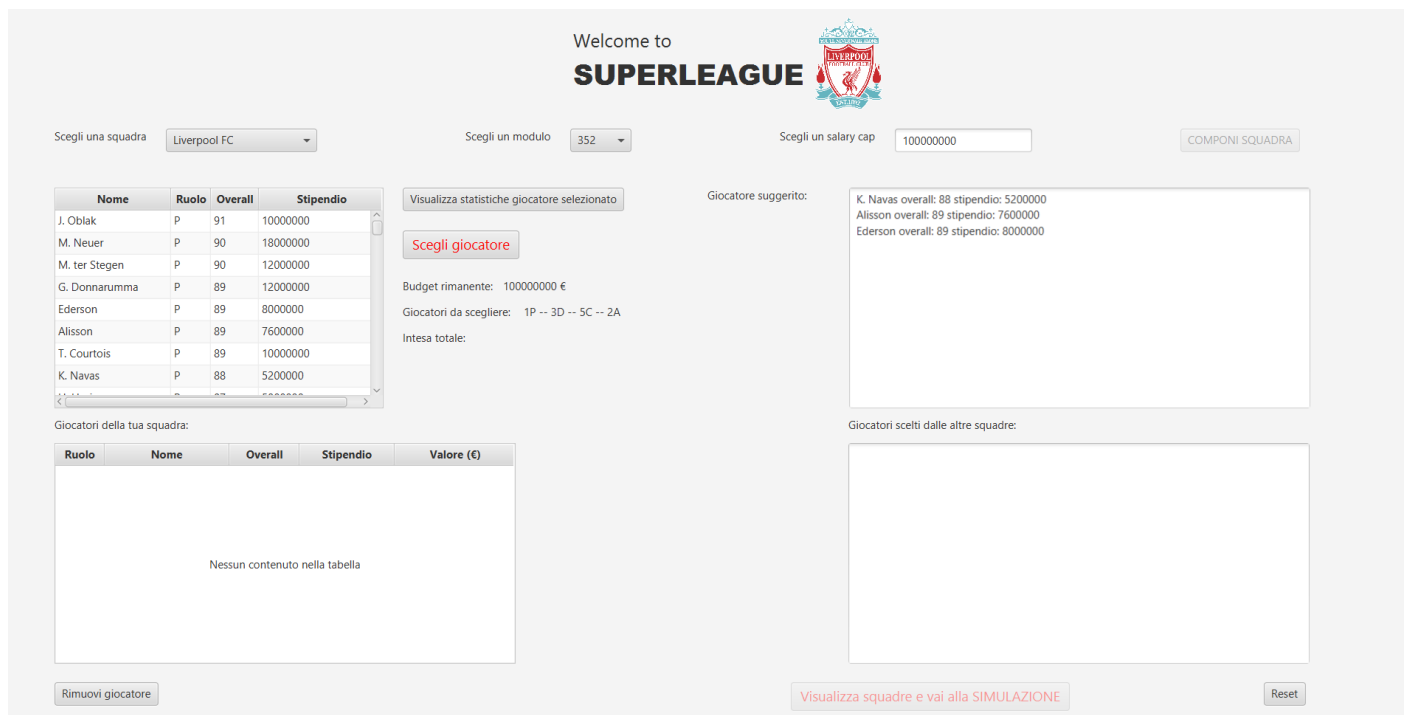 Welcome to
SUPERLEAGUE
LIVERPOOL
FOOTBALL CLUB
EST·1892
Scegli una squadra Liverpool FC Scegli un modulo 352 Scegli un salary cap 100000000 COMPONI SQUADRA
Nome Ruolo Overall Stipendio
J. Oblak P 91 10000000
M. Neuer P 90 18000000
M. ter Stegen P 90 12000000
G. Donnarumma P 89 12000000
Ederson P 89 8000000
Alisson P 89 7600000
T. Courtois P 89 10000000
K. Navas P 88 5200000
Visualizza statistiche giocatore selezionato
Scegli giocatore
Budget rimanente: 100000000 €
Giocatori da scegliere: 1P -- 3D -- 5C -- 2A
Intesa totale:
Giocatore suggerito:
K. Navas overall: 88 stipendio: 5200000
Alisson overall: 89 stipendio: 7600000
Ederson overall: 89 stipendio: 8000000
Giocatori della tua squadra:
Ruolo Nome Overall Stipendio Valore (€)
Nessun contenuto nella tabella
Giocatori scelti dalle altre squadre:
Rimuovi giocatore
Visualizza squadre e vai alla SIMULAZIONE
Reset